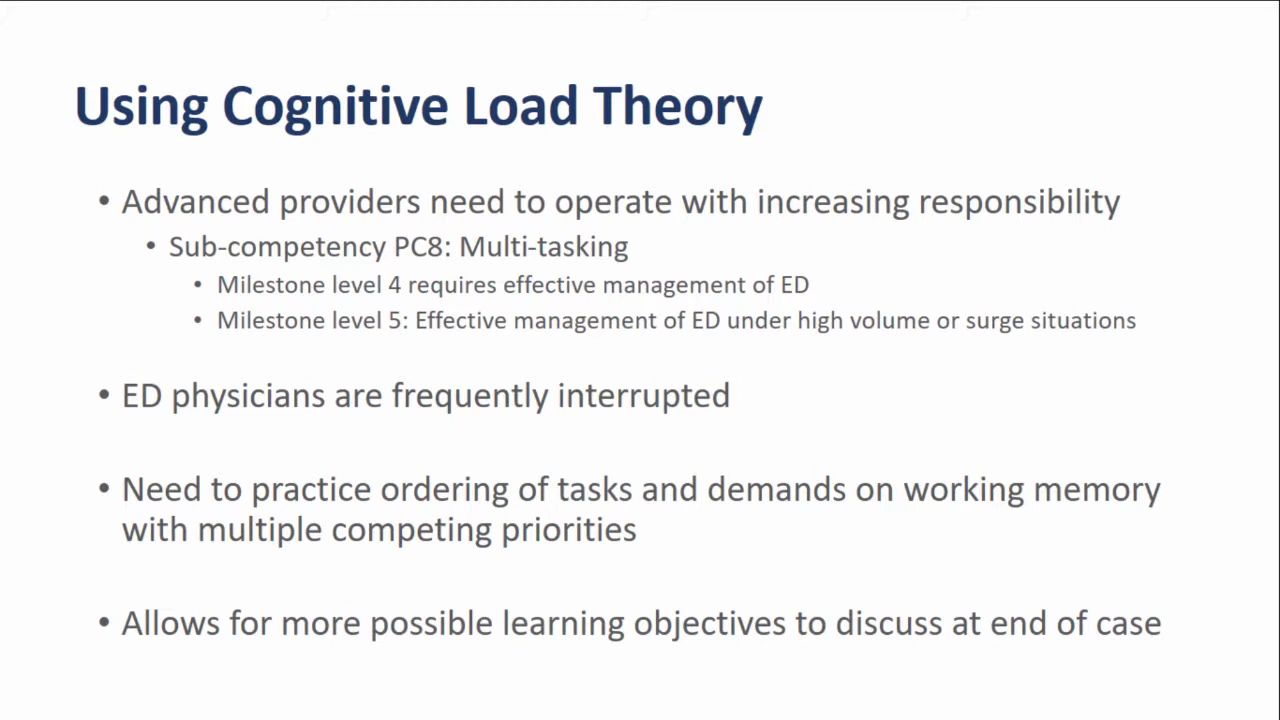 Using Cognitive Load Theory
• Advanced providers need to operate with increasing responsibility
• Sub-competency PC8: Multi-tasking
• Milestone level 4 requires effective management of ED
• Milestone level 5: Effective management of ED under high volume or surge situations
• ED physicians are frequently interrupted
• Need to practice ordering of tasks and demands on working memory
with multiple competing priorities
• Allows for more possible learning objectives to discuss at end of case